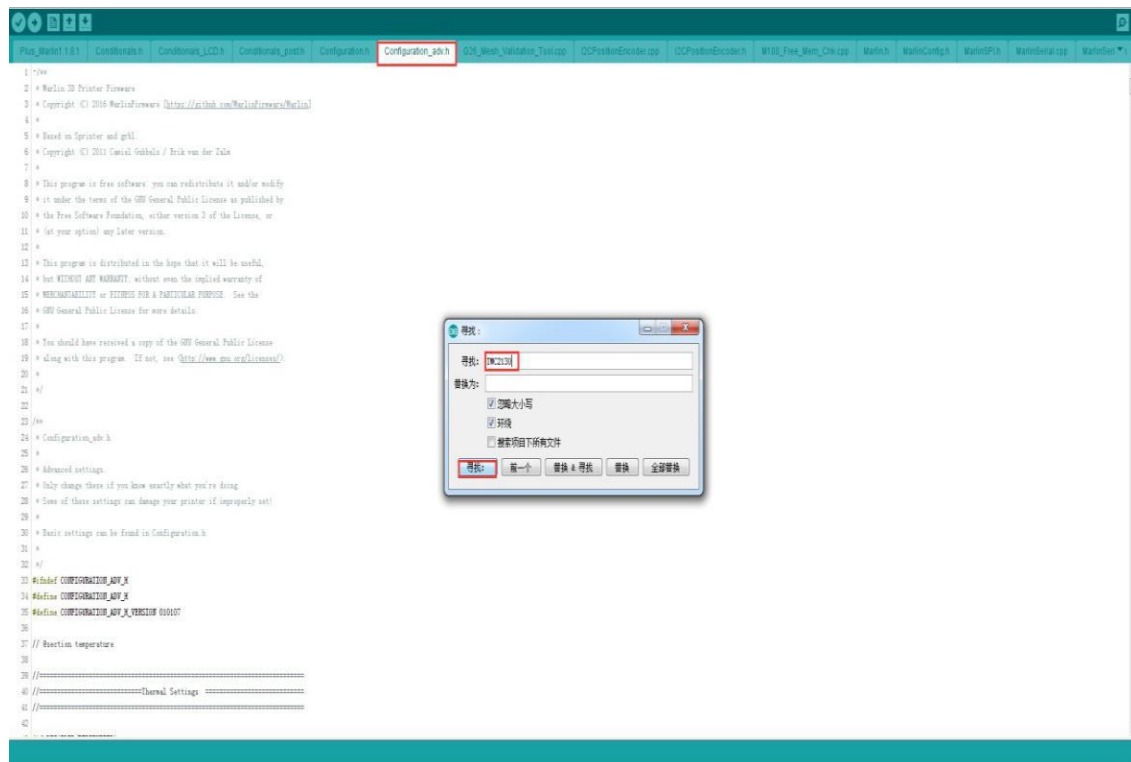 Plus_Marlin1.1.8.1 Conditionals.h Conditionals_LCD.h Conditionals_post.h Configuration.h Configuration_adv.h G26_Mesh_Validation_Tool.cpp I2CPositionEncoder.cpp I2CPositionEncoder.h M100_Free_Mem_Chk.cpp Marlin.h MarlinConfig.h MarlinSPI.h MarlinSerial.cpp MarlinSeri
1 /**
2 * Marlin 3D Printer Firmware
3 * Copyright (C) 2016 MarlinFirmware [https://github.com/MarlinFirmware/Marlin]
4 *
5 * Based on Sprinter and grbl.
6 * Copyright (C) 2011 Camiel Gubbels / Erik van der Zalm
7 *
8 * This program is free software: you can redistribute it and/or modify
9 * it under the terms of the GNU General Public License as published by
10 * the Free Software Foundation, either version 3 of the License, or
11 * (at your option) any later version.
12 *
13 * This program is distributed in the hope that it will be useful,
14 * but WITHOUT ANY WARRANTY; without even the implied warranty of
15 * MERCHANTABILITY or FITNESS FOR A PARTICULAR PURPOSE. See the
16 * GNU General Public License for more details.
17 *
18 * You should have received a copy of the GNU General Public License
19 * along with this program. If not, see <http://www.gnu.org/licenses/>.
20 *
21 */
22
23 /**
24 * Configuration_adv.h
25 *
26 * Advanced settings.
27 * Only change these if you know exactly what you're doing.
28 * Some of these settings can damage your printer if improperly set!
29 *
30 * Basic settings can be found in Configuration.h
31 *
32 */
33 #ifndef CONFIGURATION_ADV_H
34 #define CONFIGURATION_ADV_H
35 #define CONFIGURATION_ADV_H_VERSION 010107
36
37 // @section temperature
38
39 //===========================================================================
40 //=============================Thermal Settings ============================
41 //===========================================================================
42
寻找 :
寻找: TMC2130
替换为:
忽略大小写
环绕
搜索项目下所有文件
寻找: 前一个 替换 & 寻找 替换 全部替换